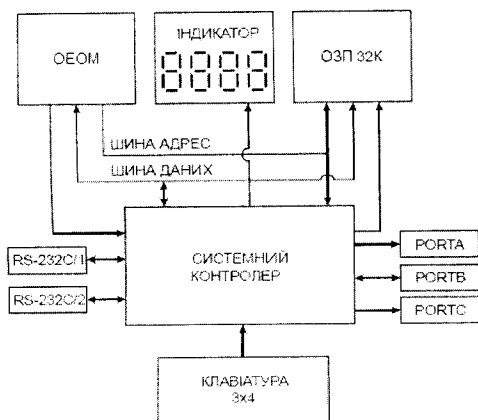 ОЕОМ
ІНДИКАТОР
8888
ОЗП 32К
ШИНА АДРЕС
ШИНА ДАНИХ
RS-232C/1
RS-232C/2
СИСТЕМНИЙ
КОНТРОЛЕР
PORTA
PORTB
PORTC
КЛАВІАТУРА
3x4